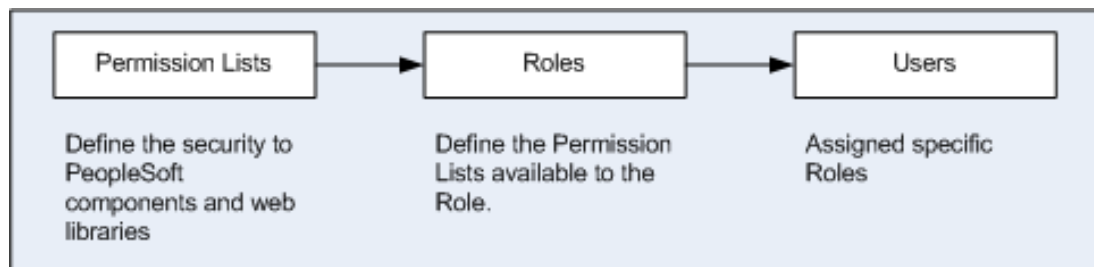 Permission Lists
Roles
Users
Define the security to
PeopleSoft
components and web
libraries
Define the Permission
Lists available to the
Role.
Assigned specific
Roles